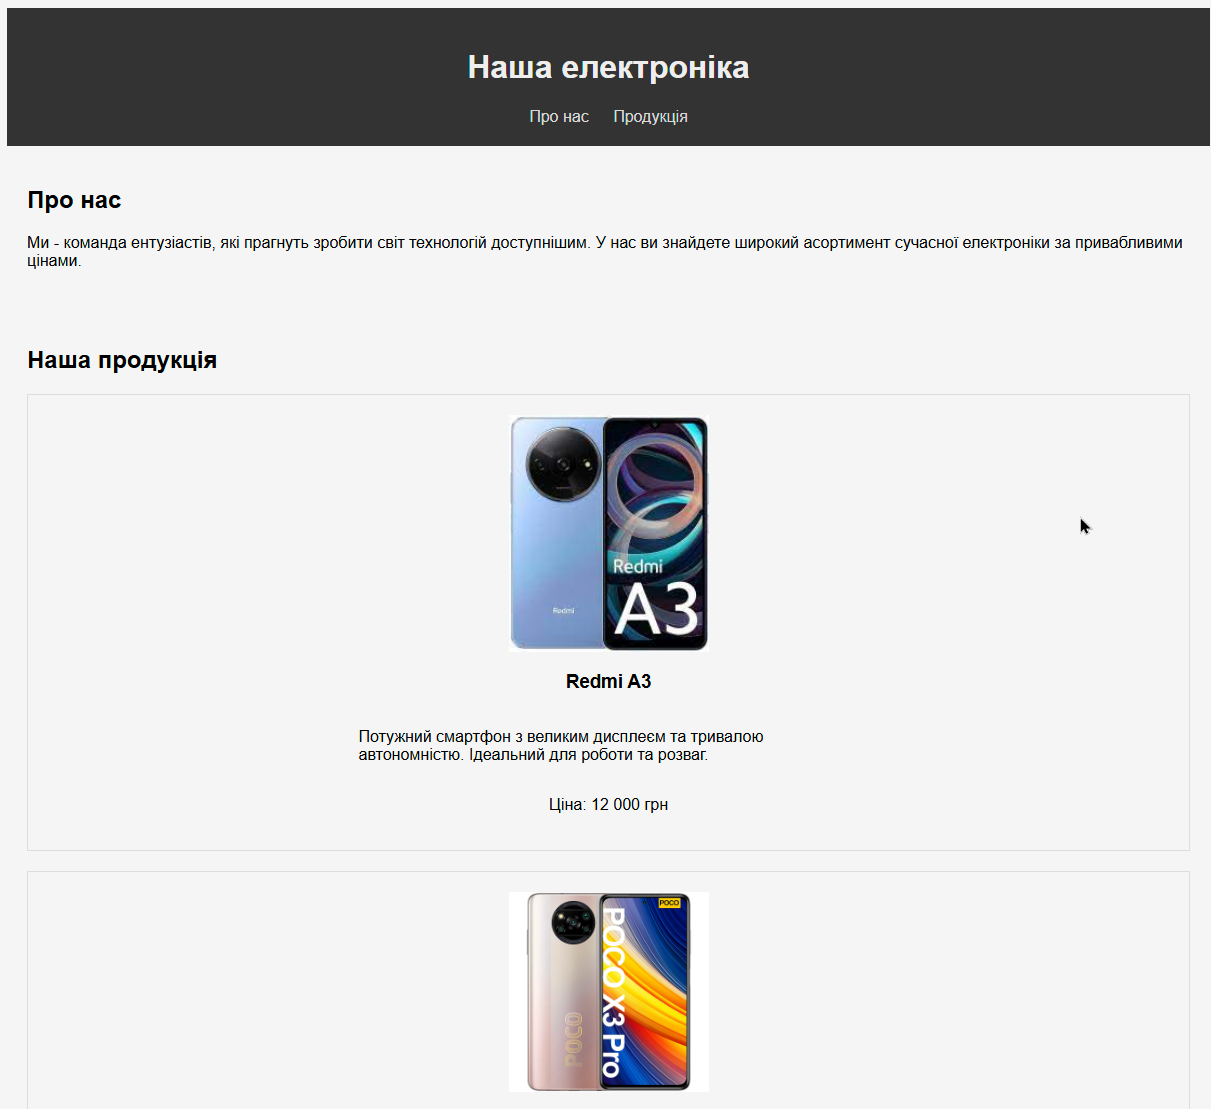 Наша електроніка
Про нас Продукція
Про нас
Ми - команда ентузіастів, які прагнуть зробити світ технологій доступнішим. У нас ви знайдете широкий асортимент сучасної електроніки за привабливими
цінами.
Наша продукція
Redmi
A3
Redmi
Redmi A3
Потужний смартфон з великим дисплеєм та тривалою
автономністю. Ідеальний для роботи та розваг.
Ціна: 12 000 грн
POCO
POCO X3 Pro
POCO